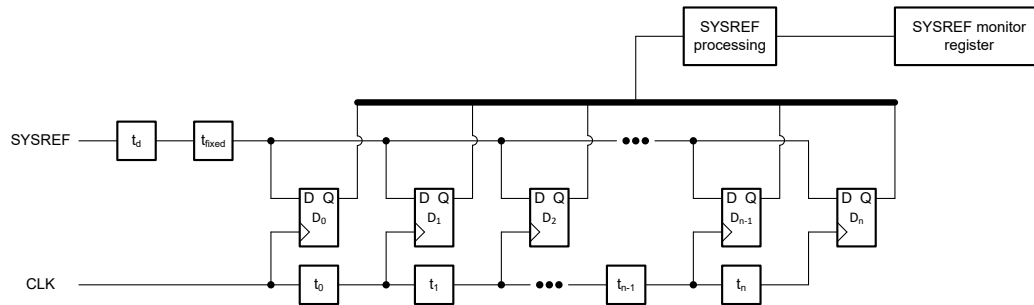 SYSREF processing
SYSREF monitor register
SYSREF
t_d
t_fixed
D Q
D_0
D Q
D_1
D Q
D_2
D Q
D_n-1
D Q
D_n
CLK
t_0
t_1
t_n-1
t_n